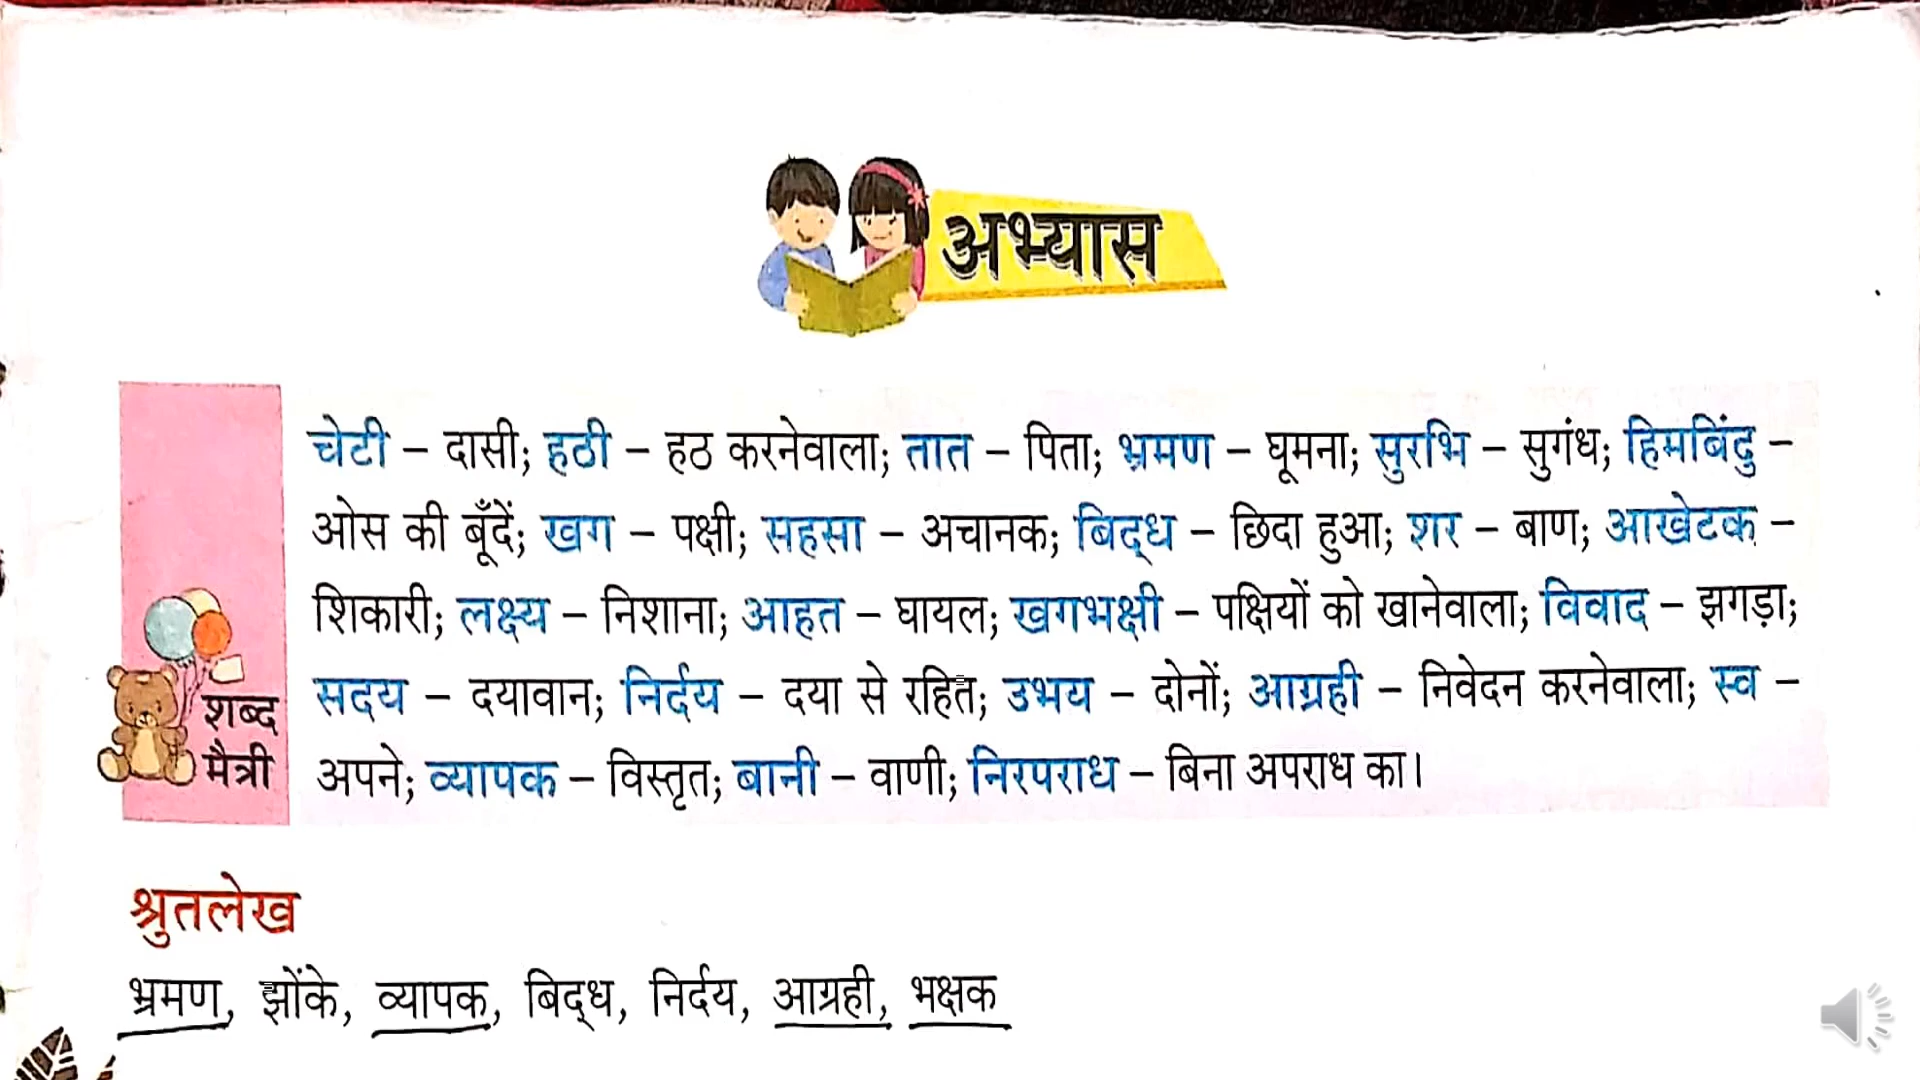 अभ्यास
चेटी – दासी; हठी – हठ करनेवाला; तात – पिता; भ्रमण – घूमना; सुरभि – सुगंध; हिमबिंदु –
ओस की बूँदें; खग – पक्षी; सहसा – अचानक; बिद्ध – छिदा हुआ; शर – बाण; आखेटक –
शिकारी; लक्ष्य – निशाना; आहत – घायल; खगभक्षी – पक्षियों को खानेवाला; विवाद – झगड़ा;
सदय – दयावान; निर्दय – दया से रहित; उभय – दोनों; आग्रही – निवेदन करनेवाला; स्व –
अपने; व्यापक – विस्तृत; बानी – वाणी; निरपराध – बिना अपराध का।
शब्द
मैत्री
श्रुतलेख
भ्रमण, झोंके, व्यापक, बिद्ध, निर्दय, आग्रही, भक्षक